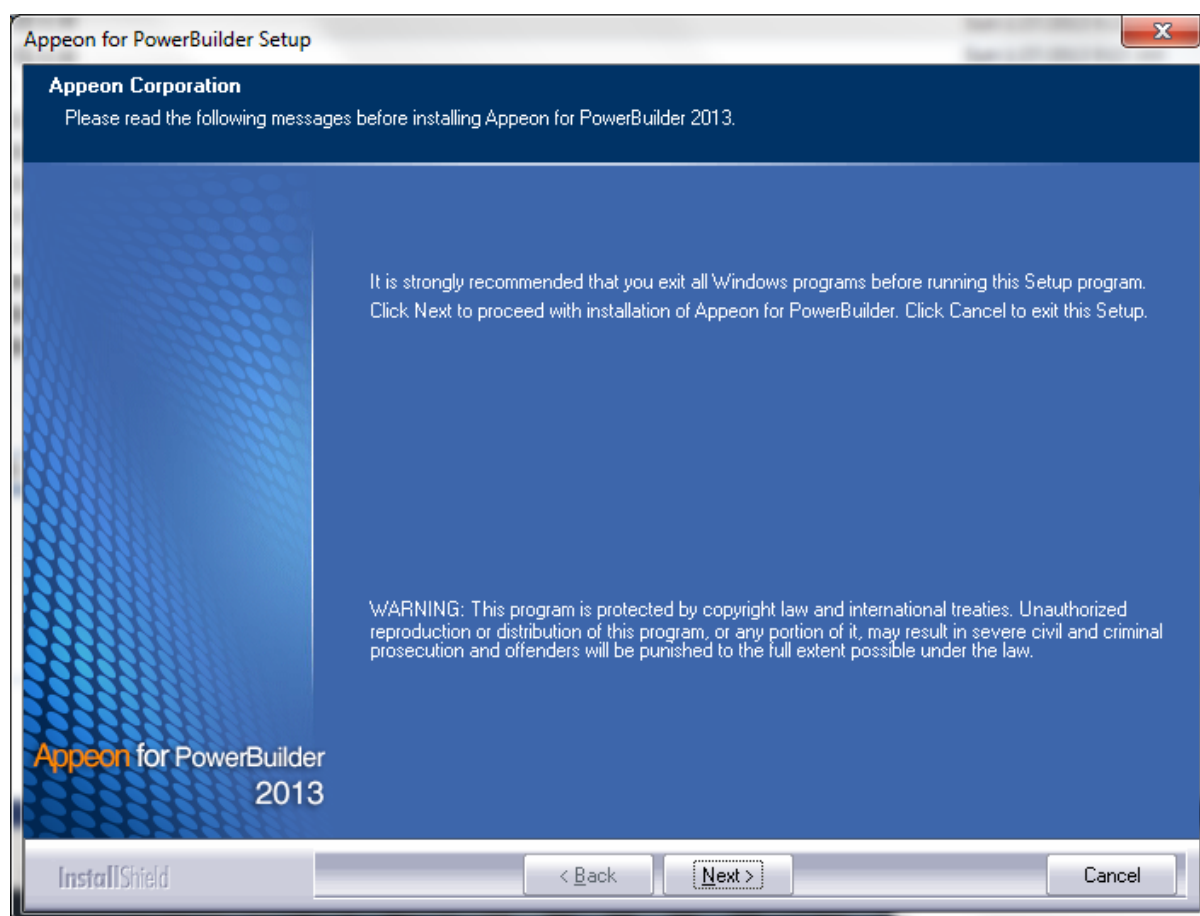 Appeon for PowerBuilder Setup
Appeon Corporation
Please read the following messages before installing Appeon for PowerBuilder 2013.
It is strongly recommended that you exit all Windows programs before running this Setup program.
Click Next to proceed with installation of Appeon for PowerBuilder. Click Cancel to exit this Setup.
WARNING: This program is protected by copyright law and international treaties. Unauthorized
reproduction or distribution of this program, or any portion of it, may result in severe civil and criminal
prosecution and offenders will be punished to the full extent possible under the law.
Appeon for PowerBuilder
2013
InstallShield
< Back
Next >
Cancel